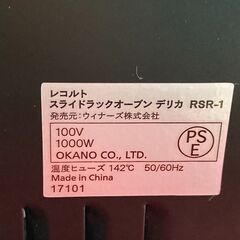 レコルト
スライドラックオーブン デリカ RSR-1
発売元:ウィナーズ株式会社
100V
1000W
OKANO CO., LTD.
PS
E
温度ヒューズ 142℃ 50/60Hz
Made in China
17101